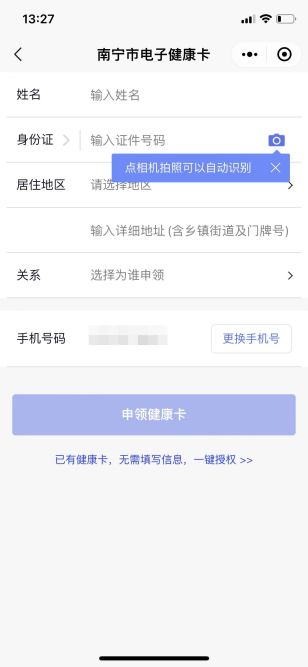 13:27
南宁市电子健康卡
姓名 输入姓名
身份证 输入证件号码
点相机拍照可以自动识别
居住地区 请选择地区
输入详细地址(含乡镇街道及门牌号)
关系 选择为谁申领
手机号码 更换手机号
申领健康卡
已有健康卡，无需填写信息，一键授权 >>